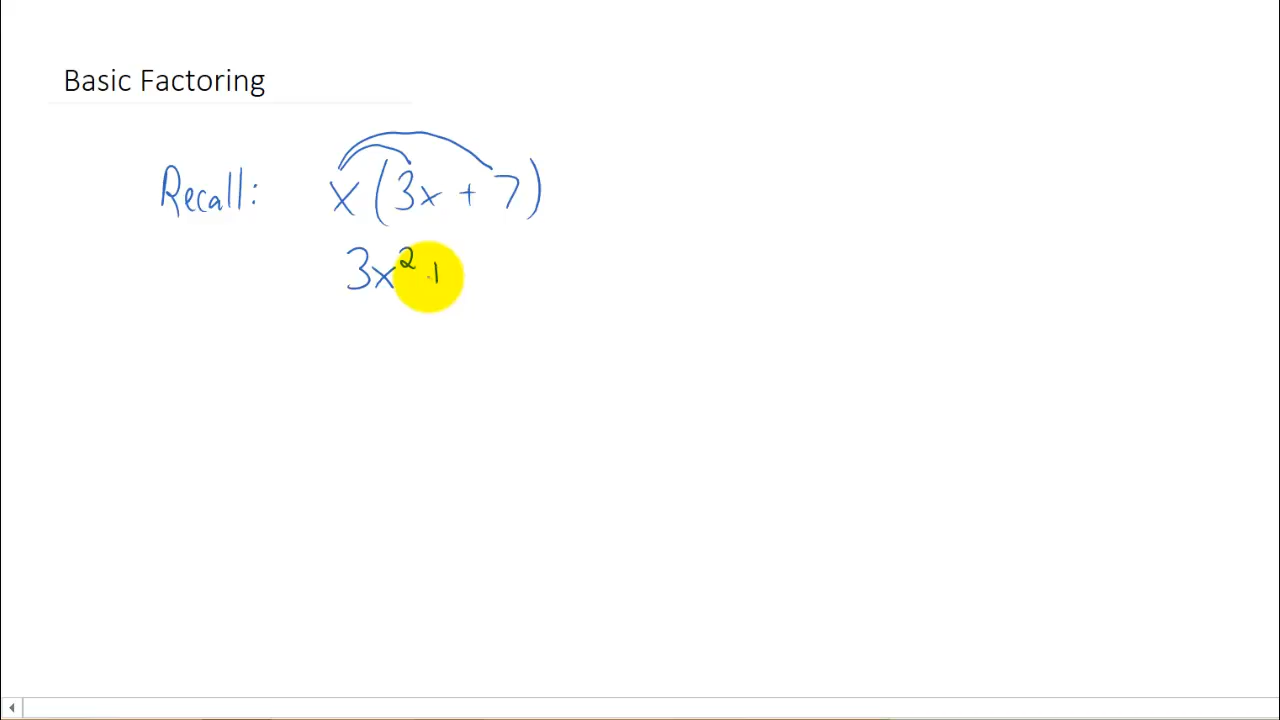 Basic Factoring
Recall: x(3x + 7)
3x²